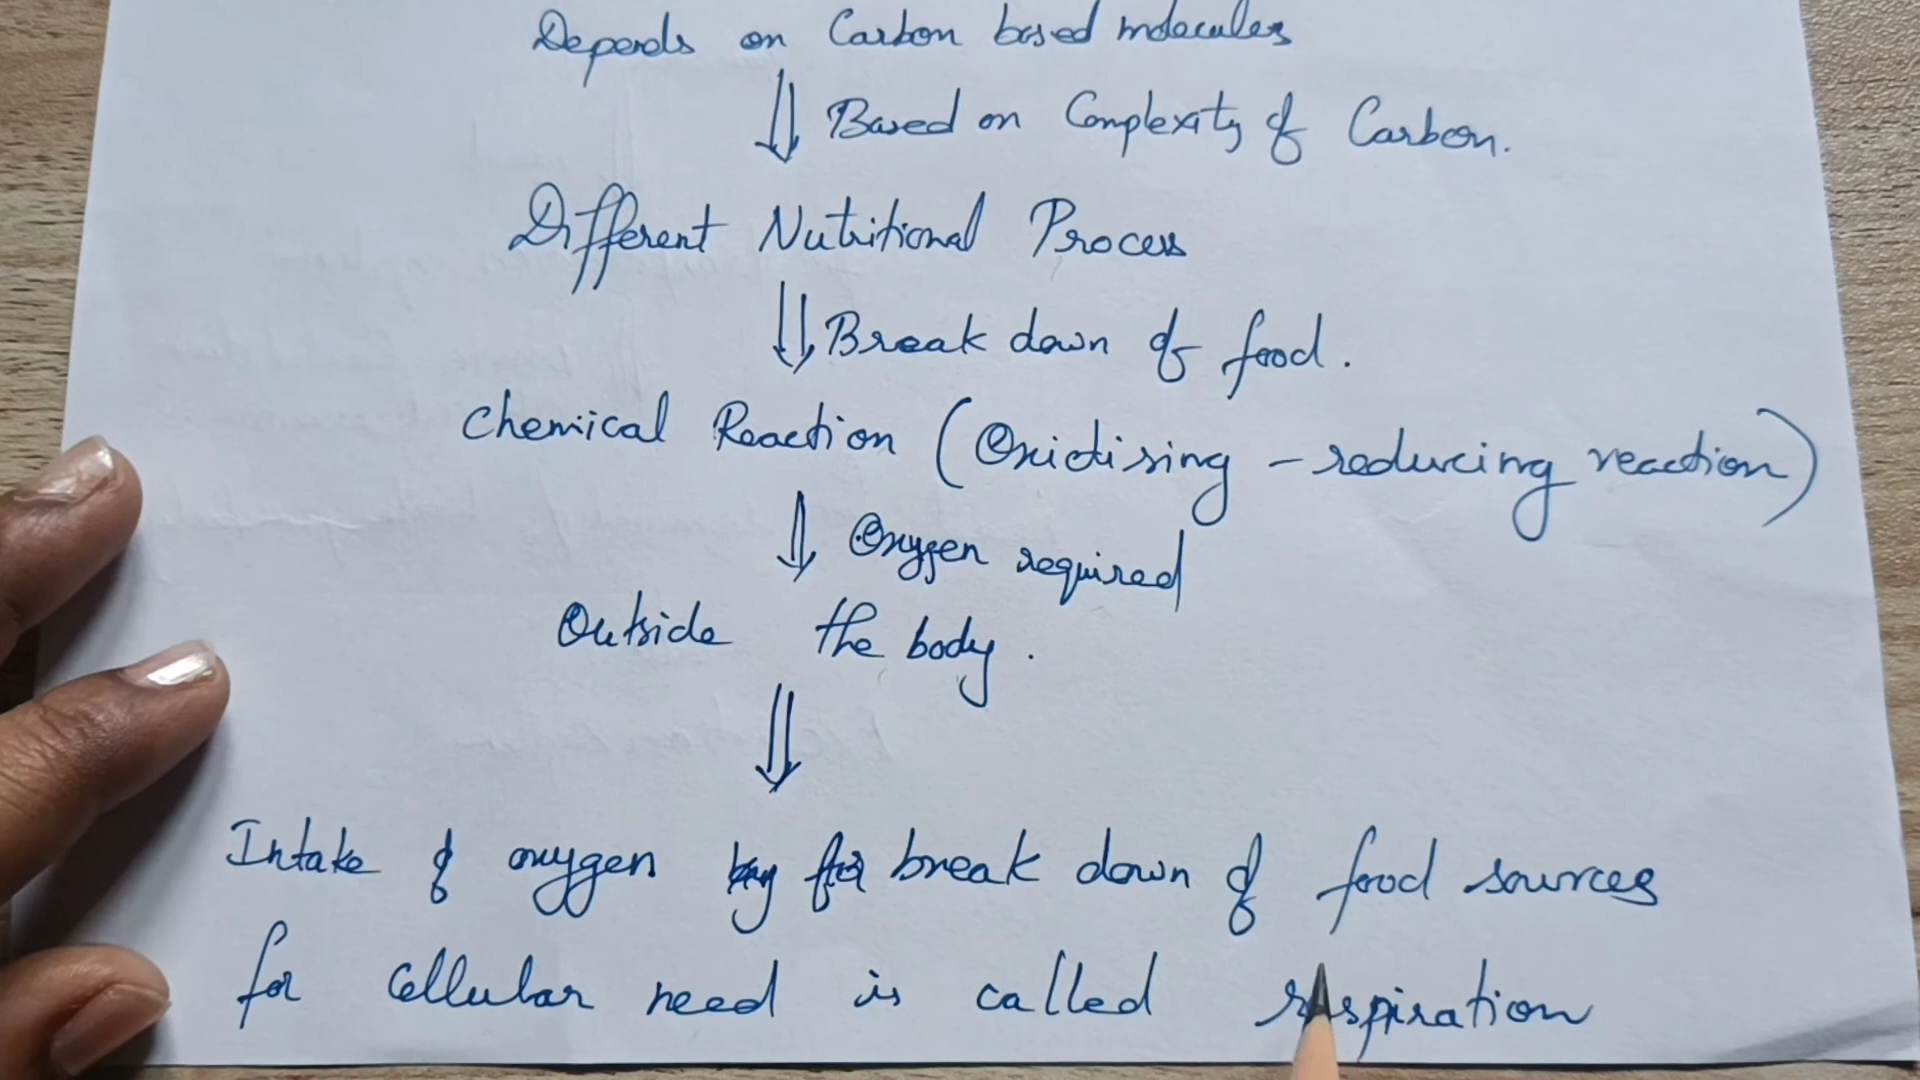 Depends on Carbon based molecules
Based on Complexity of Carbon.
Different Nutritional Process
Break down of food.
Chemical Reaction (Oxidising - reducing reaction)
Oxygen required
Outside the body.
Intake of oxygen for break down of food sources
for cellular need is called respiration